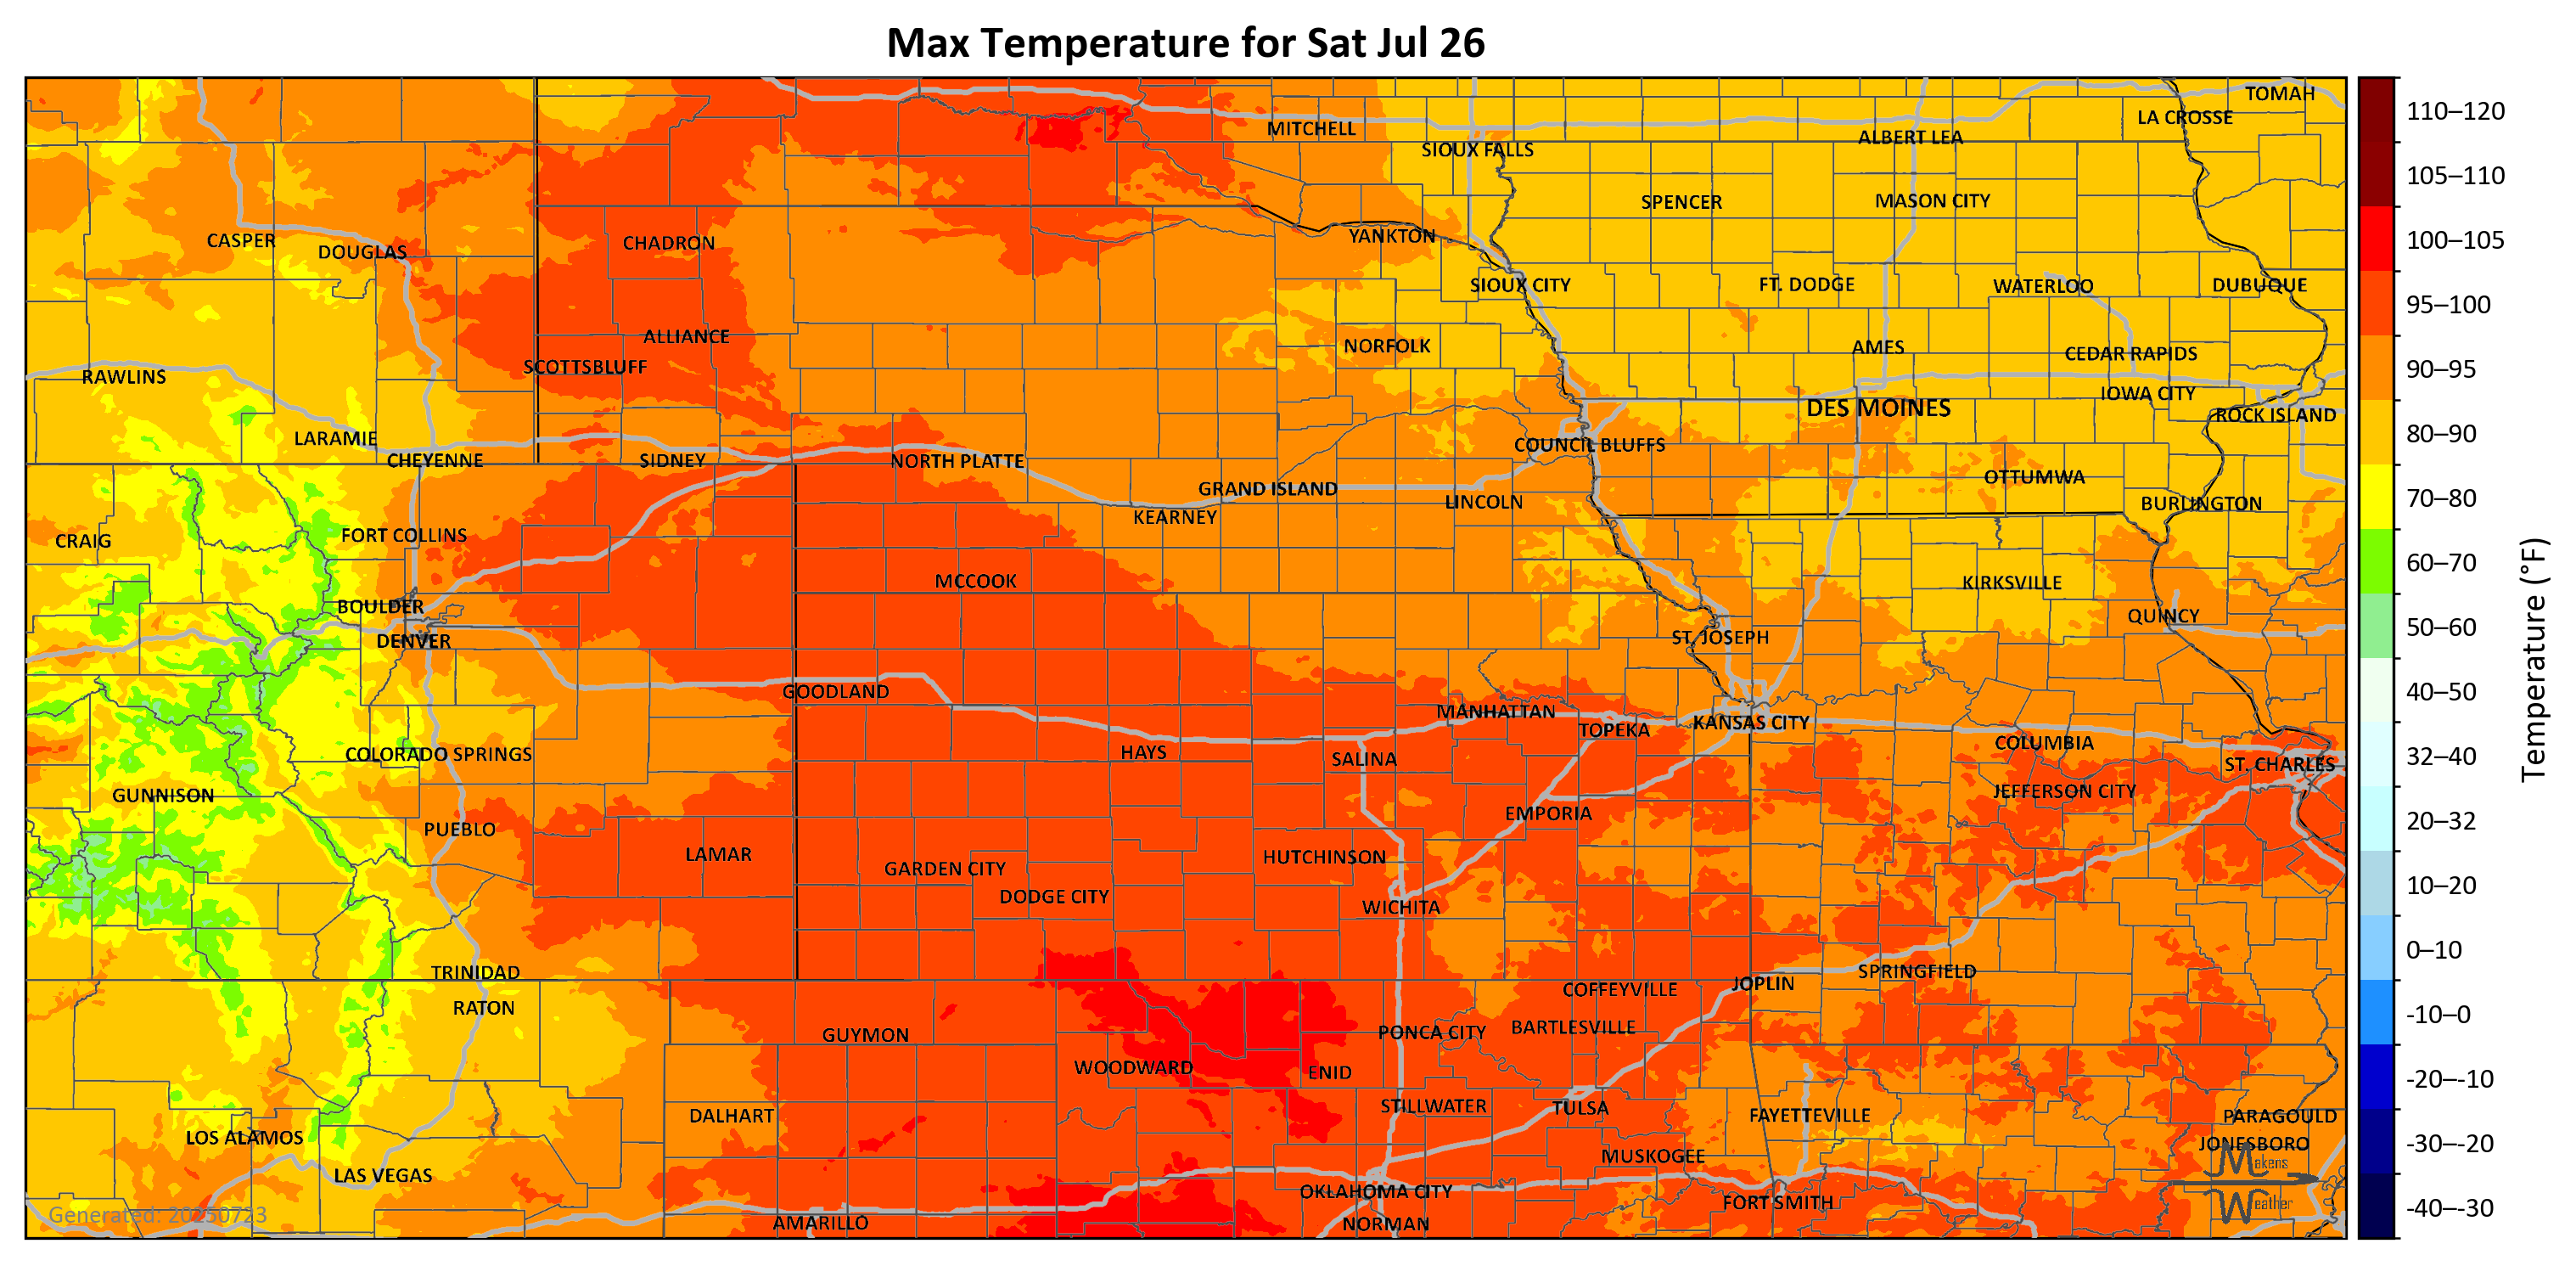 Max Temperature for Sat Jul 26
TOMAH
LA CROSSE
MITCHELL
ALBERT LEA
SIOUX FALLS
SPENCER
MASON CITY
CASPER
DOUGLAS
CHADRON
YANKTON
SIOUX CITY
FT. DODGE
WATERLOO
DUBUQUE
ALLIANCE
NORFOLK
AMES
CEDAR RAPIDS
SCOTTSBLUFF
RAWLINS
IOWA CITY
DES MOINES
ROCK ISLAND
LARAMIE
COUNCIL BLUFFS
CHEYENNE
SIDNEY
NORTH PLATTE
OTTUMWA
GRAND ISLAND
LINCOLN
BURLINGTON
KEARNEY
FORT COLLINS
CRAIG
MCCOOK
KIRKSVILLE
BOULDER
QUINCY
DENVER
ST. JOSEPH
GOODLAND
MANHATTAN
KANSAS CITY
TOPEKA
COLUMBIA
COLORADO SPRINGS
HAYS
SALINA
ST. CHARLES
GUNNISON
JEFFERSON CITY
EMPORIA
PUEBLO
LAMAR
HUTCHINSON
GARDEN CITY
DODGE CITY
WICHITA
TRINIDAD
SPRINGFIELD
JOPLIN
COFFEYVILLE
RATON
GUYMON
PONCA CITY
BARTLESVILLE
WOODWARD
ENID
STILLWATER
TULSA
DALHART
FAYETTEVILLE
PARAGOULD
LOS ALAMOS
JONESBORO
MUSKOGEE
LAS VEGAS
OKLAHOMA CITY
FORT SMITH
AMARILLO
NORMAN
Generated: 20250723
Makens
Weather
110–120
105–110
100–105
95–100
90–95
80–90
70–80
60–70
50–60
40–50
32–40
20–32
10–20
0–10
-10–0
-20–-10
-30–-20
-40–-30
Temperature (°F)